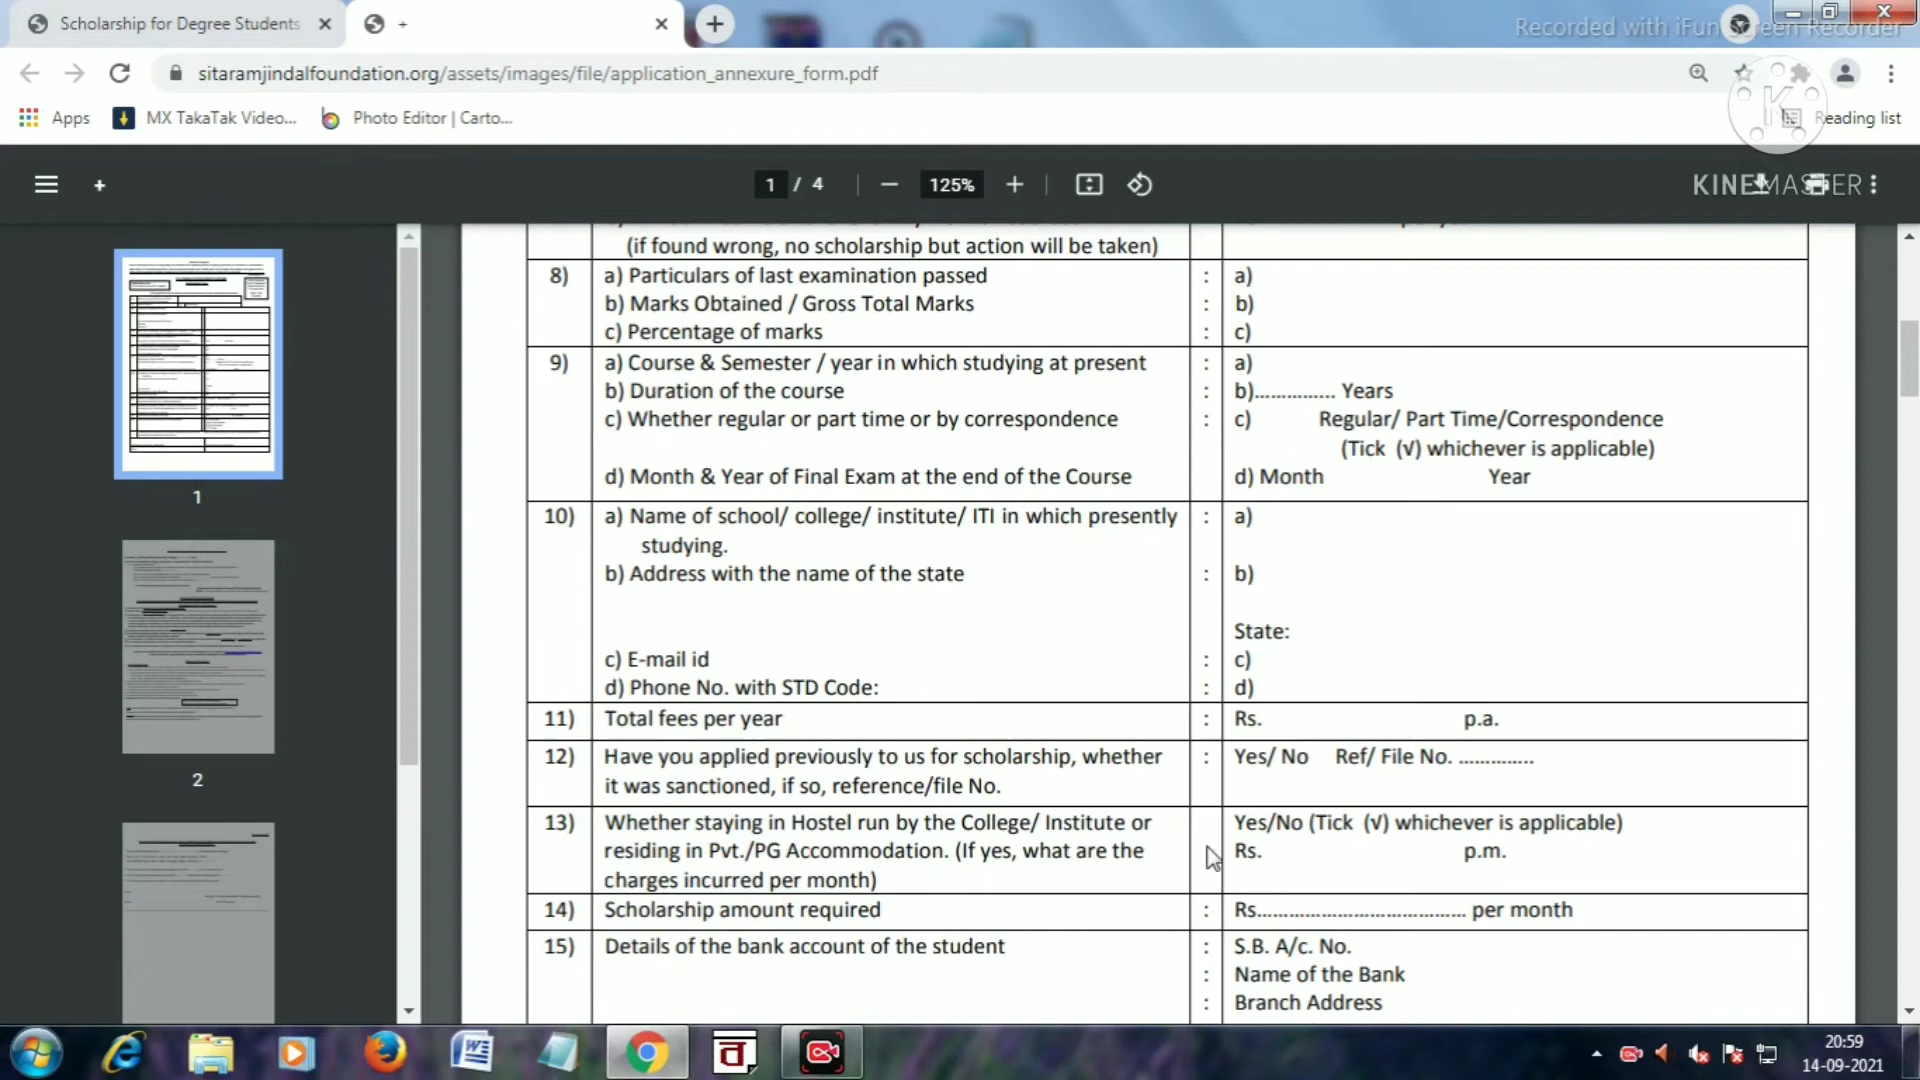 Scholarship for Degree Students
Recorded with iFun Screen Recorder
sitaramjindalfoundation.org/assets/images/file/application_annexure_form.pdf
Apps
MX TakaTak Video...
Photo Editor | Carto...
Reading list
K
1 / 4
125%
KINEMASTER
(if found wrong, no scholarship but action will be taken)
8) a) Particulars of last examination passed : a)
b) Marks Obtained / Gross Total Marks : b)
c) Percentage of marks : c)
9) a) Course & Semester / year in which studying at present : a)
b) Duration of the course : b)…………... Years
c) Whether regular or part time or by correspondence : c) Regular/ Part Time/Correspondence
(Tick (√) whichever is applicable)
d) Month & Year of Final Exam at the end of the Course d) Month Year
10) a) Name of school/ college/ institute/ ITI in which presently : a)
studying.
b) Address with the name of the state : b)
State:
c) E-mail id : c)
d) Phone No. with STD Code: : d)
11) Total fees per year : Rs. p.a.
12) Have you applied previously to us for scholarship, whether : Yes/ No Ref/ File No. …………..
it was sanctioned, if so, reference/file No.
13) Whether staying in Hostel run by the College/ Institute or Yes/No (Tick (√) whichever is applicable)
residing in Pvt./PG Accommodation. (If yes, what are the Rs. p.m.
charges incurred per month)
14) Scholarship amount required : Rs………………………………… per month
15) Details of the bank account of the student : S.B. A/c. No.
: Name of the Bank
: Branch Address
1
2
20:59
14-09-2021